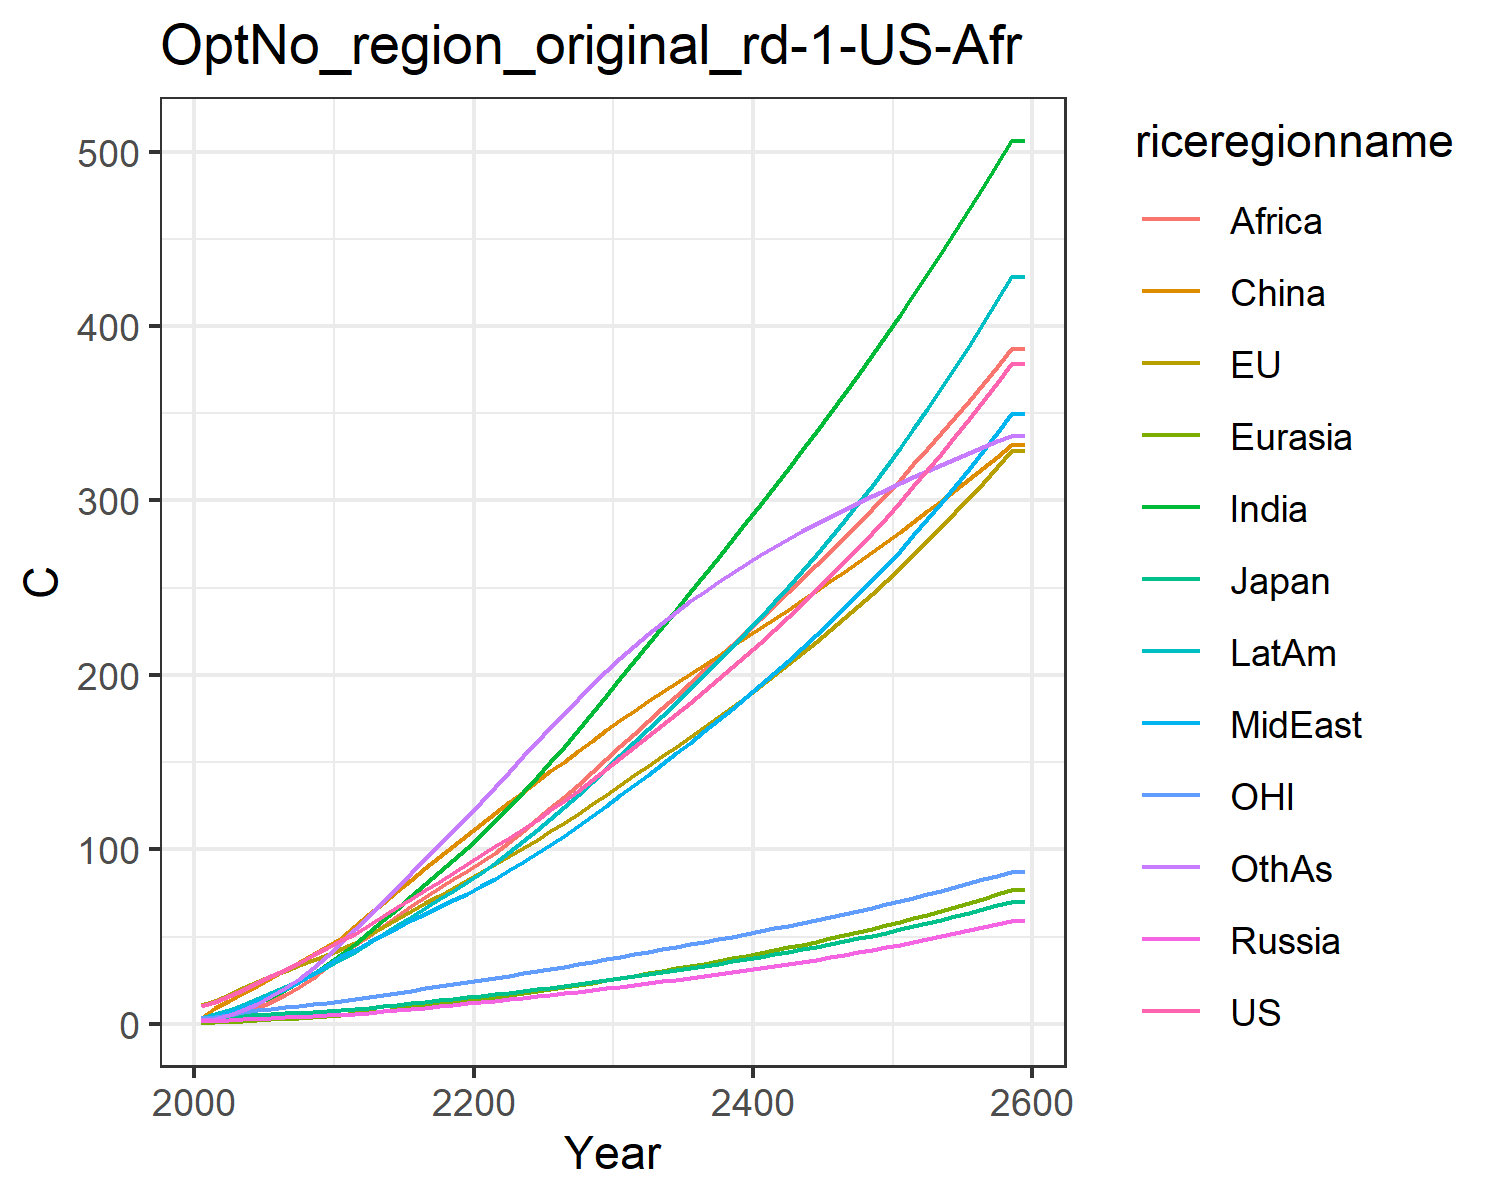 OptNo_region_original_rd-1-US-Afr
500
400
300
200
100
0
C
2000 2200 2400 2600
Year
riceregionname
Africa
China
EU
Eurasia
India
Japan
LatAm
MidEast
OHI
OthAs
Russia
US